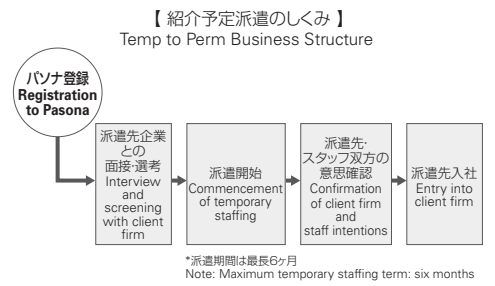 【 紹介予定派遣のしくみ 】
Temp to Perm Business Structure
パソナ登録
Registration
to Pasona
派遣先企業
との
面接・選考
Interview
and
screening
with client
firm
派遣開始
Commencement
of temporary
staffing
派遣先・
スタッフ双方の
意思確認
Confirmation
of client firm
and
staff intentions
派遣先入社
Entry into
client firm
*派遣期間は最長6ヶ月
Note: Maximum temporary staffing term: six months